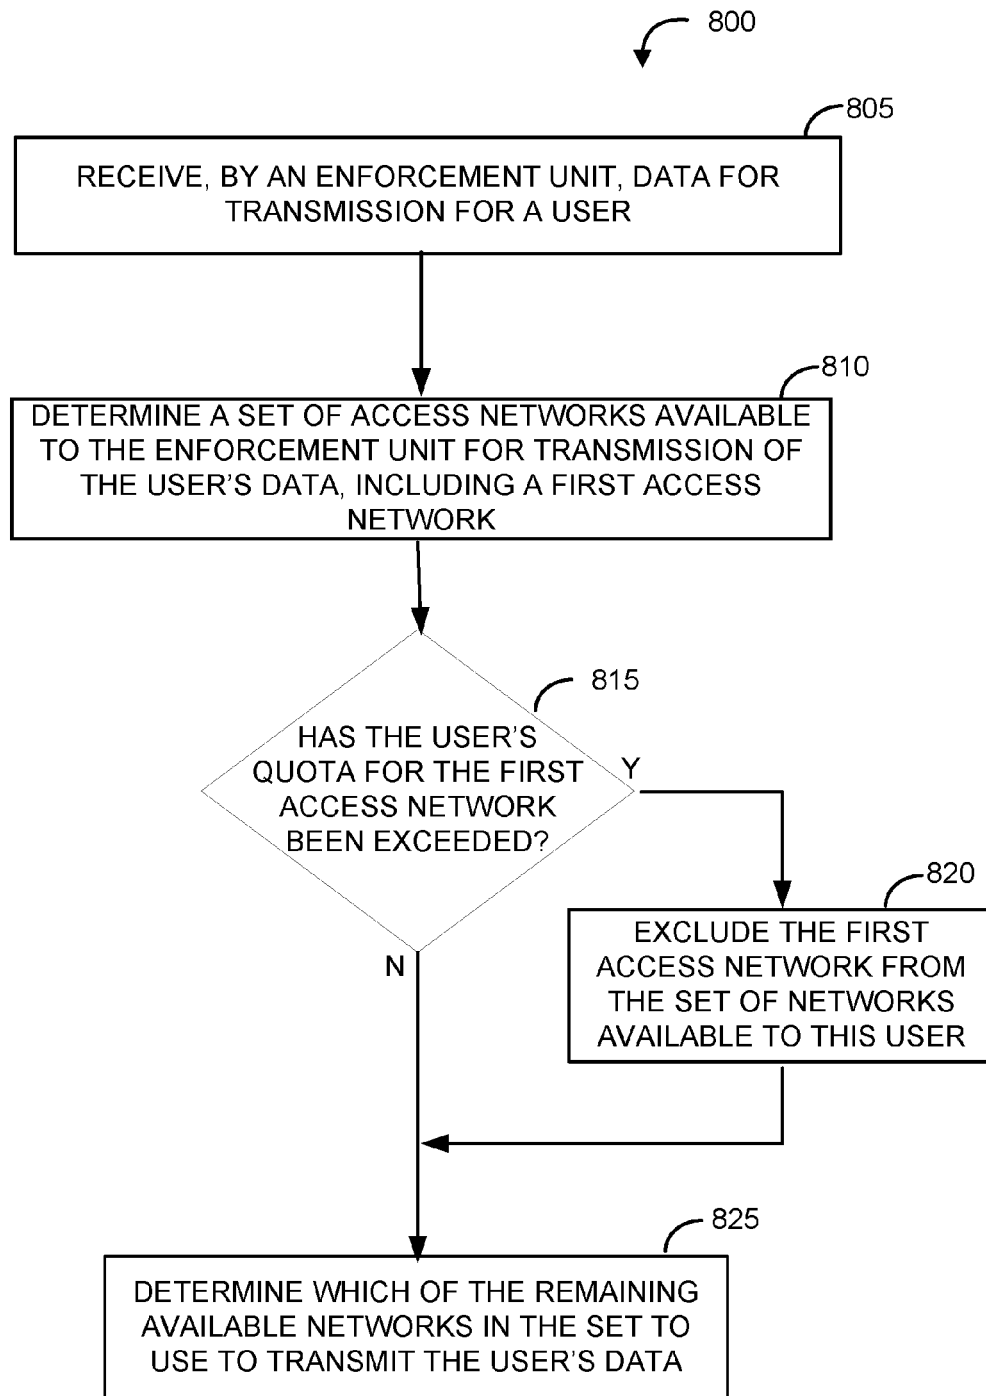 800
805
RECEIVE, BY AN ENFORCEMENT UNIT, DATA FOR
TRANSMISSION FOR A USER
810
DETERMINE A SET OF ACCESS NETWORKS AVAILABLE
TO THE ENFORCEMENT UNIT FOR TRANSMISSION OF
THE USER'S DATA, INCLUDING A FIRST ACCESS
NETWORK
815
HAS THE USER'S
QUOTA FOR THE FIRST
ACCESS NETWORK
BEEN EXCEEDED?
Y
N
820
EXCLUDE THE FIRST
ACCESS NETWORK FROM
THE SET OF NETWORKS
AVAILABLE TO THIS USER
825
DETERMINE WHICH OF THE REMAINING
AVAILABLE NETWORKS IN THE SET TO
USE TO TRANSMIT THE USER'S DATA